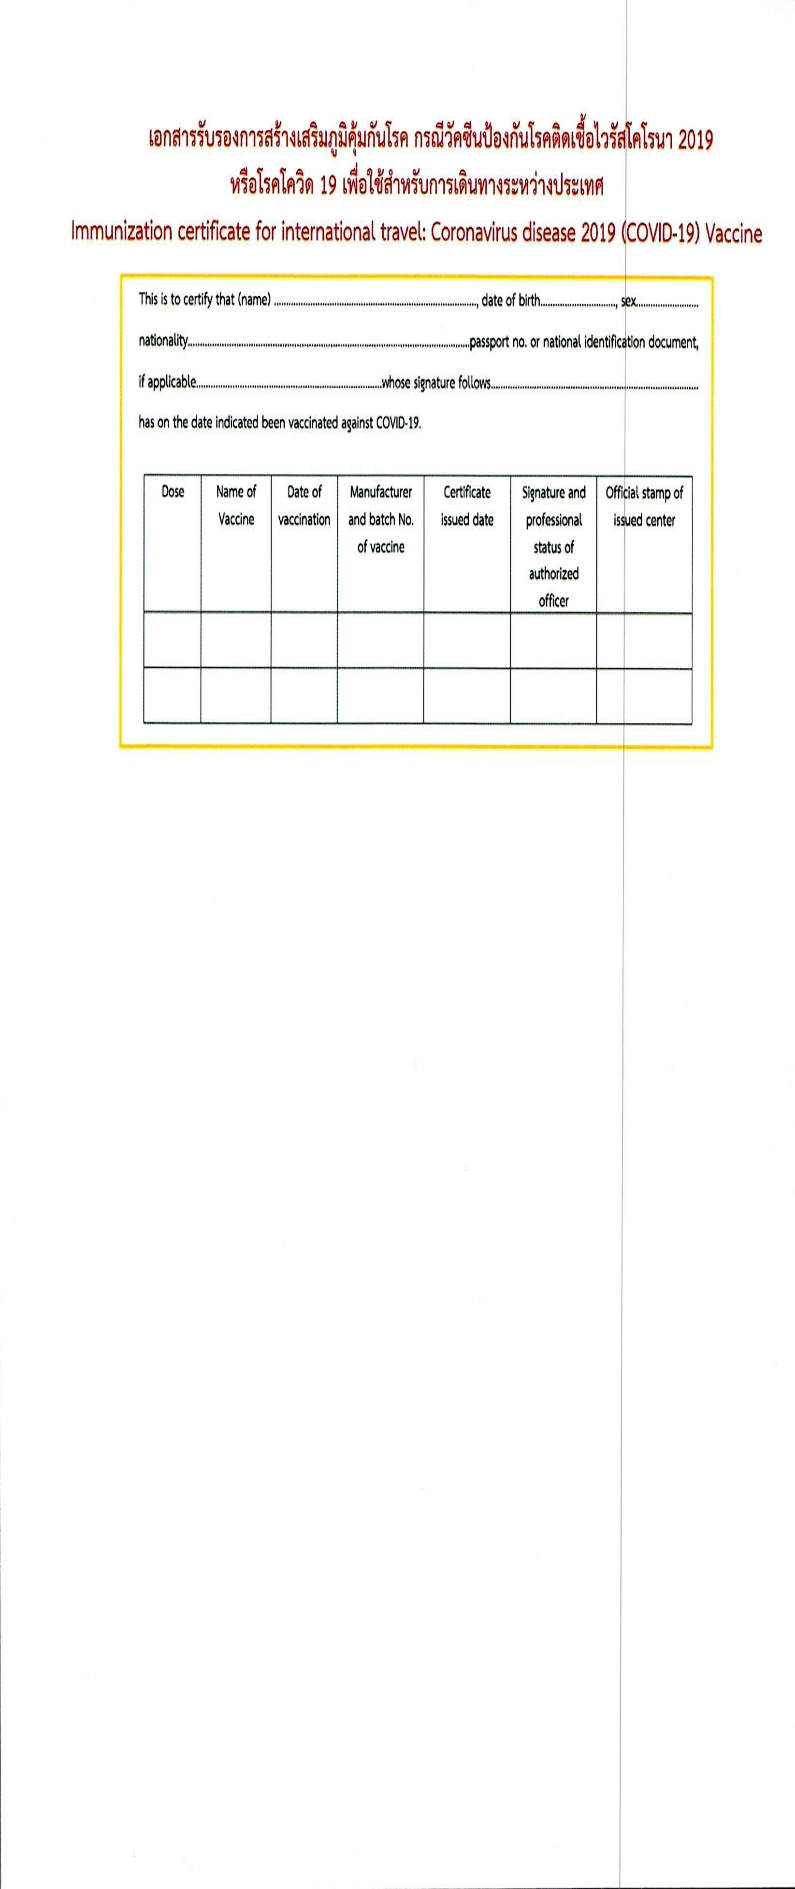 เอกสารรับรองการสร้างเสริมภูมิคุ้มกันโรค กรณีวัคซีนป้องกันโรคติดเชื้อไวรัสโคโรนา 2019
หรือโรคโควิด 19 เพื่อใช้สำหรับการเดินทางระหว่างประเทศ
Immunization certificate for international travel: Coronavirus disease 2019 (COVID-19) Vaccine
This is to certify that (name) ........................................, date of birth...................., sex....................
nationality............................................................passport no. or national identification document,
if applicable........................................whose signature follows........................................
has on the date indicated been vaccinated against COVID-19.
Dose
Name of
Vaccine
Date of
vaccination
Manufacturer
and batch No.
of vaccine
Certificate
issued date
Signature and
professional
status of
authorized
officer
Official stamp of
issued center